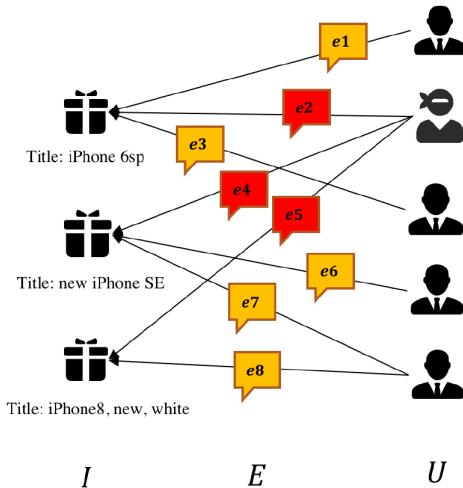 e1
e2
e3
Title: iPhone 6sp
e4
e5
Title: new iPhone SE
e6
e7
e8
Title: iPhone8, new, white
I E U